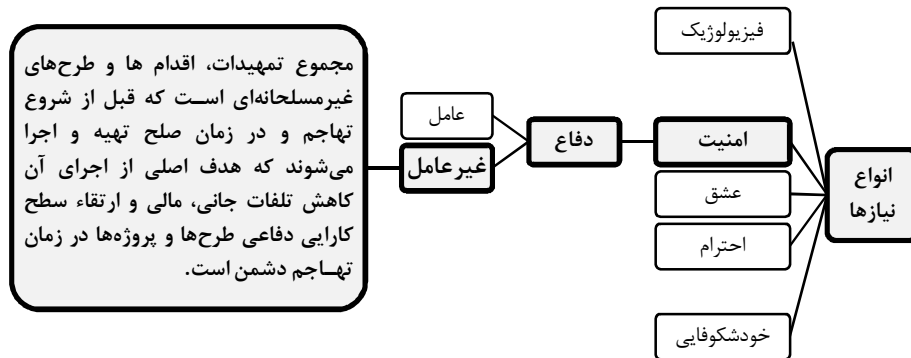 انواع
نیازها
فیزیولوژیک
امنیت
عشق
احترام
خودشکوفایی
دفاع
عامل
غیرعامل
مجموع تمهیدات، اقدام ها و طرح‌های
غیرمسلحانه‌ای است که قبل از شروع
تهاجم و در زمان صلح تهیه و اجرا
می‌شوند که هدف اصلی از اجرای آن
کاهش تلفات جانی، مالی و ارتقاء سطح
کارایی دفاعی طرح‌ها و پروژه‌ها در زمان
تهـاجم دشمن است.